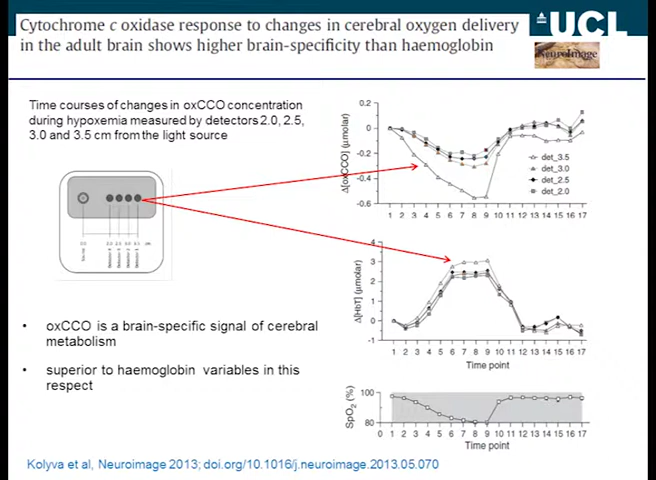 Cytochrome c oxidase response to changes in cerebral oxygen delivery
in the adult brain shows higher brain-specificity than haemoglobin
UCL
NeuroImage
Time courses of changes in oxCCO concentration
during hypoxemia measured by detectors 2.0, 2.5,
3.0 and 3.5 cm from the light source
0.2
0
-0.2
-0.4
-0.6
Δ[oxCCO] (μmolar)
det_3.5
det_3.0
det_2.5
det_2.0
1 2 3 4 5 6 7 8 9 10 11 12 13 14 15 16 17
4
3
2
1
0
-1
Δ[HbT] (μmolar)
1 2 3 4 5 6 7 8 9 10 11 12 13 14 15 16 17
Time point
• oxCCO is a brain-specific signal of cerebral
metabolism
• superior to haemoglobin variables in this
respect
100
80
SpO2 (%)
0 1 2 3 4 5 6 7 8 9 10 11 12 13 14 15 16 17
Time point
Kolyva et al, Neuroimage 2013; doi.org/10.1016/j.neuroimage.2013.05.070